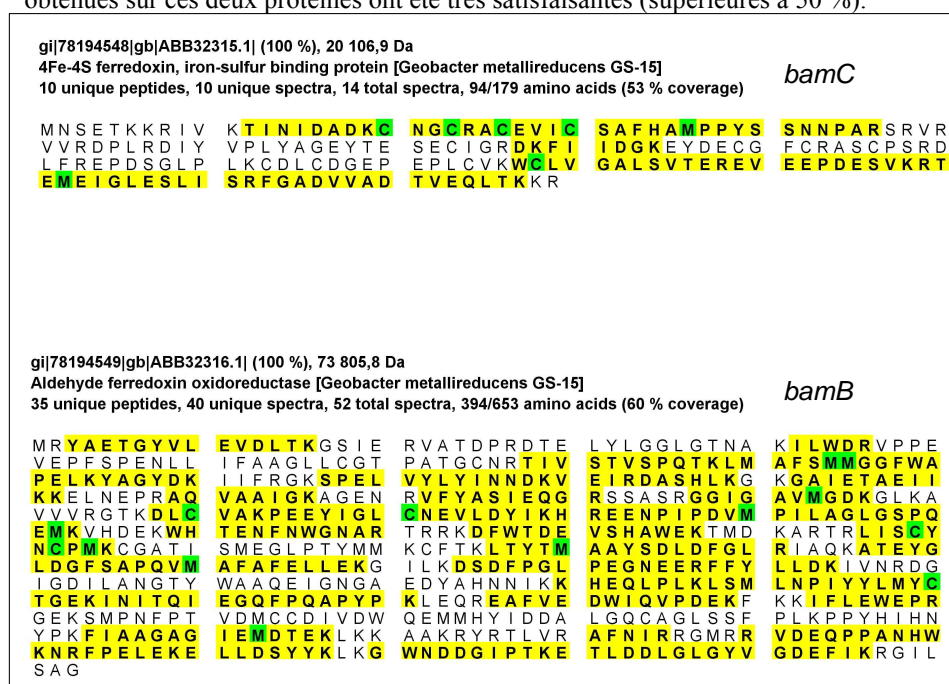 obtenues sur ces deux protéines ont été très satisfaisantes (supérieures à 50 %).
gi|78194548|gb|ABB32315.1| (100 %), 20 106,9 Da
4Fe-4S ferredoxin, iron-sulfur binding protein [Geobacter metallireducens GS-15]
bamC
10 unique peptides, 10 unique spectra, 14 total spectra, 94/179 amino acids (53 % coverage)
MNSETKKRIV KTINIDADKC NGCRACEVIC SAFHAMPPYS SNNPARSRVR
VVRDPLRDIY VPLYAGEYTE SECIGRDKFI IDGKEYDECG FCRASCPSRD
LFREPDSGLP LKCDLCDGEP EPLCVKWCLV GALSVTEREV EEPDESVKRT
EMEIGLESLI SRFGADVVAD TVEQLTKKR
gi|78194549|gb|ABB32316.1| (100 %), 73 805,8 Da
Aldehyde ferredoxin oxidoreductase [Geobacter metallireducens GS-15]
bamB
35 unique peptides, 40 unique spectra, 52 total spectra, 394/653 amino acids (60 % coverage)
MRYAETGYVL EVDLTKGSIE RVATDPRDTE LYLGGLGTNA KILWDRVPPE
VEPFSPENLL IFAAGLLCGT PATGCNRTIV STVSPQTKLM AFSMMGGFWA
PELKYAGYDK IIFRGKSPEL VYLYINNDKV EIRDASHLKG KGAIETAEII
KKELNEPRAQ VAAIGKAGEN RVFYASIEQG RSSASRGGIG AVMGDKGLKA
VVVRGTKDLC VAKPEEYIGL CNEVLDYIKH REENPIPDVM PILAGLGSPQ
EMKVHDEKWH TENFNWGNAR TRRKDFWTDE VSHAWEKTMD KARTRLISCY
NCPMKCGATI SMEGLPTYMM KCFTKLTYTM AAYSDLDFGL RIAQKATEYG
LDGFSAPQVM AFAFELLEKG ILKDSDFPGL PEGNEERFFY LLDKIVNRDG
IGDILANGTY WAAQEIGNGA EDYAHNNIKK HEQLPLKLSM LNPIYYLMYC
TGEKINITQI EGQFPQAPYP KLEQREAFVE DWIQVPDEKF KKIFLEWEPR
GEKSMPNFPT VDMCCDIVDW QEMMHYIDDA LGQCAGLSSF PLKPPYHIHN
YPKFIAAGAG IEMDTEKLKK AAKRYRTLVR AFNIRRGMRR VDEQPPANHW
KNRFPELEKE LLDSYYKLKG WNDDGIPTKE TLDDLGLGYV GDEFIKRGIL
SAG